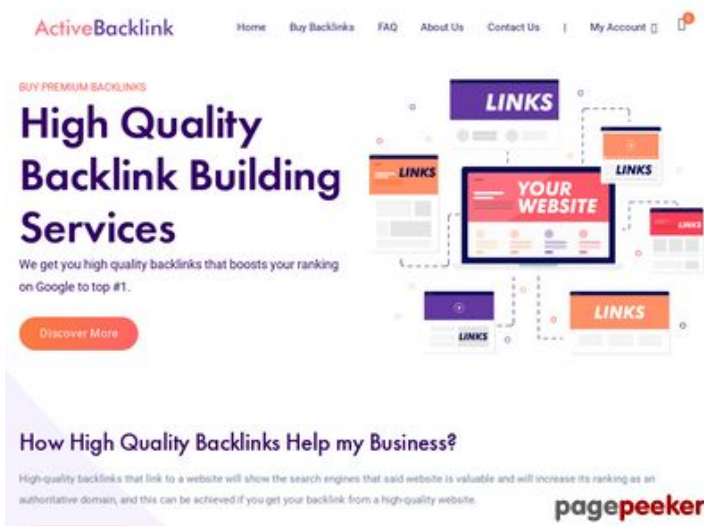 ActiveBacklink
Home Buy Backlinks FAQ About Us Contact Us | My Account
BUY PREMIUM BACKLINKS
High Quality
Backlink Building
Services
We get you high quality backlinks that boosts your ranking
on Google to top #1.
Discover More
LINKS
LINKS
LINKS
YOUR
WEBSITE
LINKS
LINKS
LINKS
How High Quality Backlinks Help my Business?
High-quality backlinks that link to a website will show the search engines that said website is valuable and will increase its ranking as an
authoritative domain, and this can be achieved if you get your backlink from a high-quality website.
pagepeeker